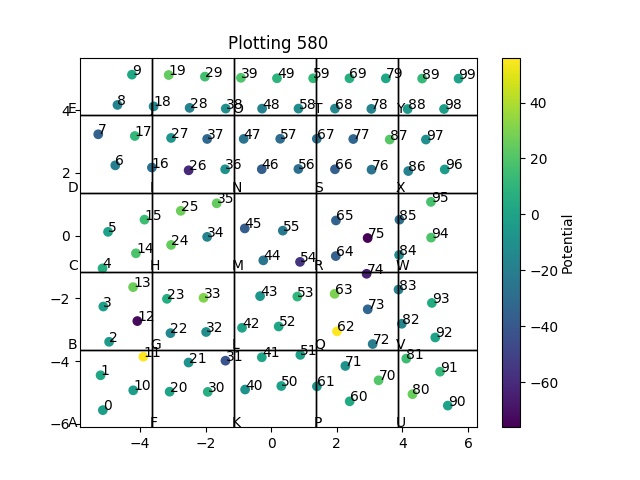 Plotting 580
9 19 29 39 49 59 69 79 89 99
8 18 28 38 48 58 68 78 88 98
4 E O T Y
7 17 27 37 47 57 67 77 87 97
6 16 26 36 46 56 66 76 86 96
2 D I N S X
5 15 25 35 45 55 65 75 85 95
4 14 24 34 44 54 64 74 84 94
0 C H M R W
3 13 23 33 43 53 63 73 83 93
2 12 22 32 42 52 62 72 82 92
−2 B G L Q V
1 11 21 31 41 51 61 71 81 91
0 10 20 30 40 50 60 70 80 90
−4 −6 A F K P U
−4 −2 0 2 4 6
40 20 0 −20 −40 −60
Potential